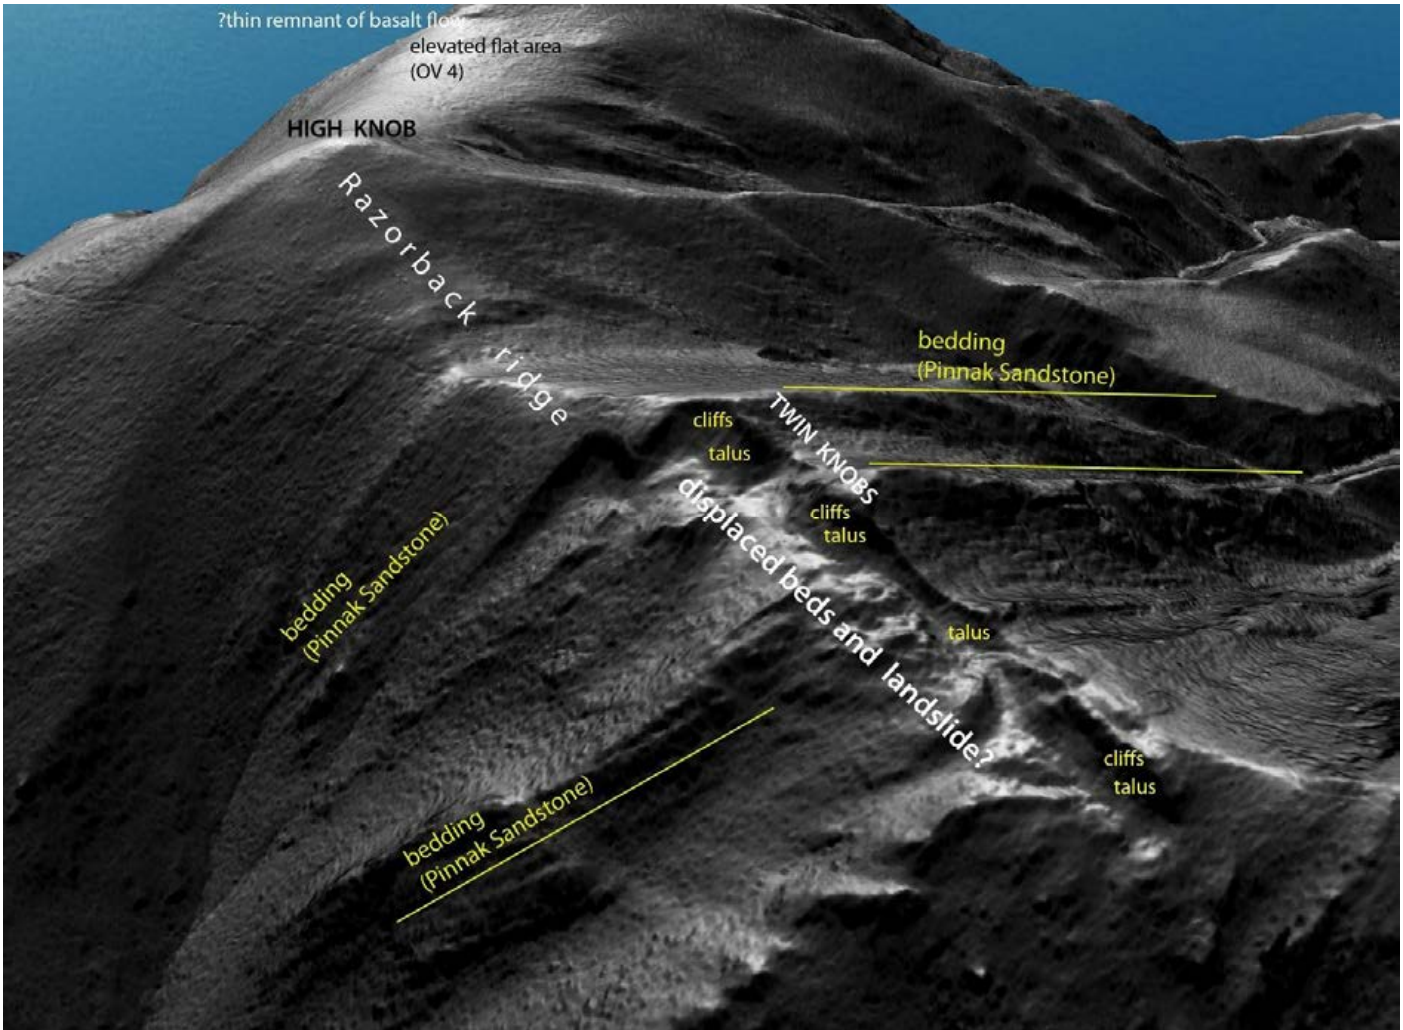 ?thin remnant of basalt flow
elevated flat area
(OV 4)
HIGH KNOB
Razorback ridge
bedding
(Pinnak Sandstone)
TWIN KNOBS
cliffs
talus
displaced beds and landslide?
cliffs
talus
bedding
(Pinnak Sandstone)
talus
cliffs
talus
bedding
(Pinnak Sandstone)